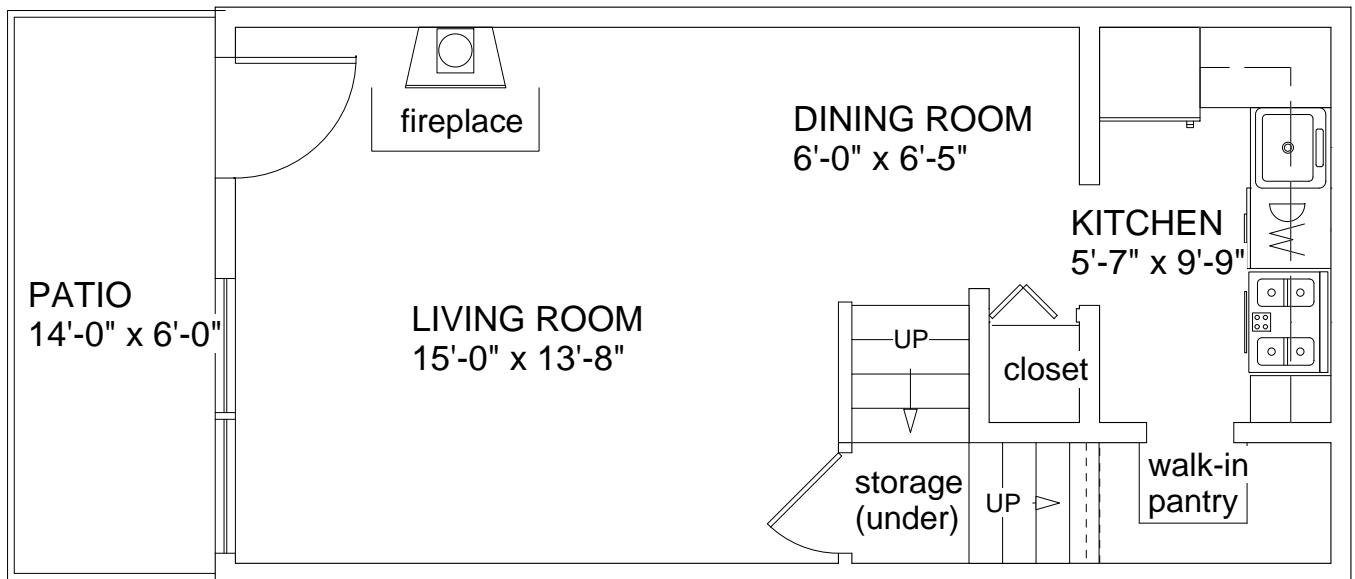 fireplace
DINING ROOM
6'-0" x 6'-5"
KITCHEN
5'-7" x 9'-9"
PATIO
14'-0" x 6'-0"
LIVING ROOM
15'-0" x 13'-8"
UP
closet
storage
(under)
UP
walk-in
pantry
DW